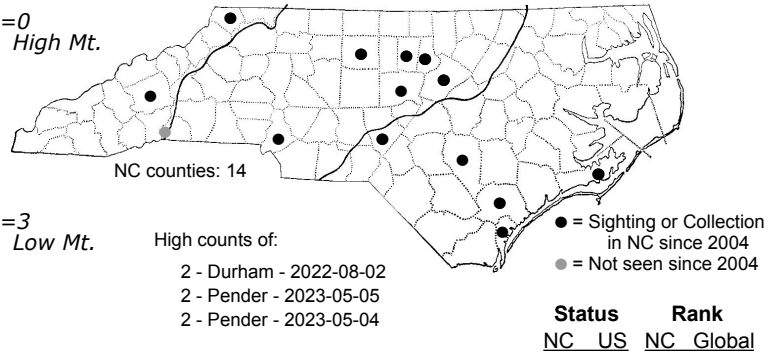 =0
High Mt.
NC counties: 14
=3
Low Mt.
High counts of:
2 - Durham - 2022-08-02
2 - Pender - 2023-05-05
2 - Pender - 2023-05-04
● = Sighting or Collection
in NC since 2004
● = Not seen since 2004
Status Rank
NC US NC Global